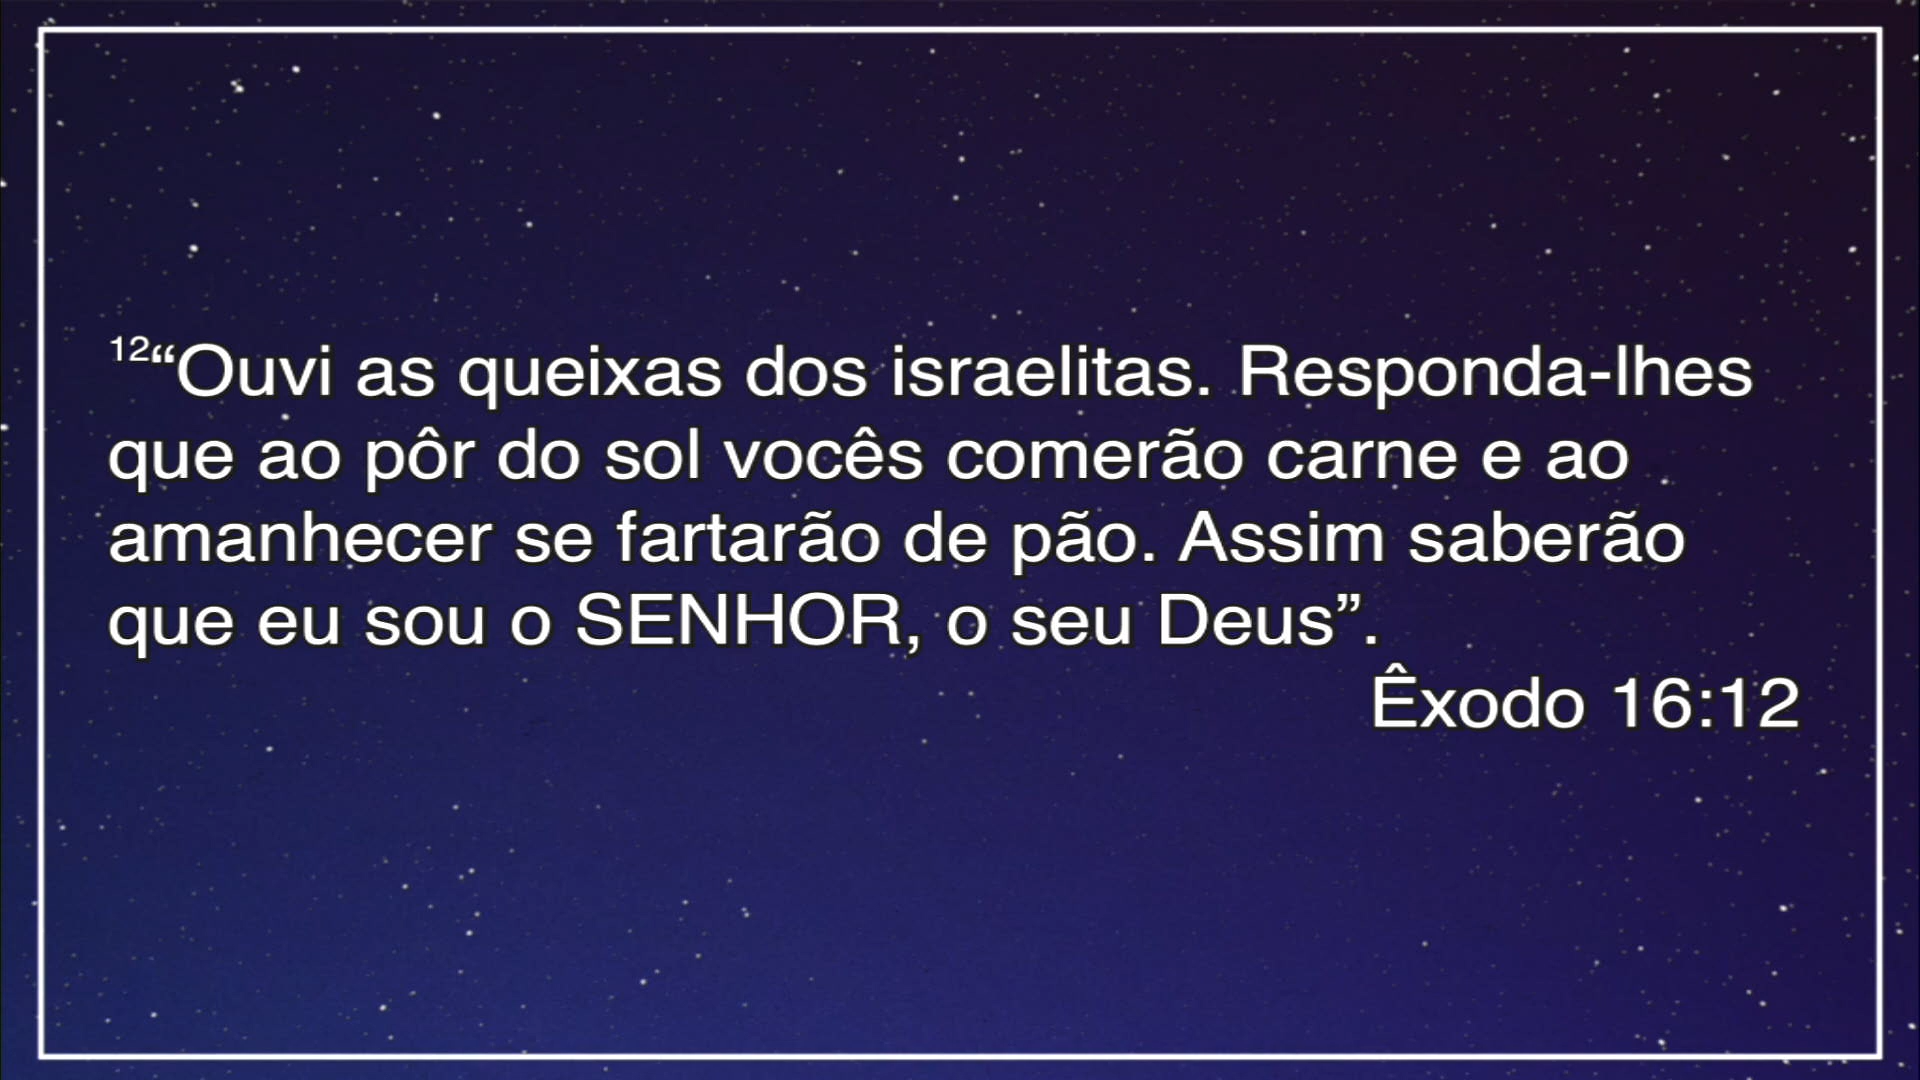 12“Ouvi as queixas dos israelitas. Responda-lhes
que ao pôr do sol vocês comerão carne e ao
amanhecer se fartarão de pão. Assim saberão
que eu sou o SENHOR, o seu Deus”.
Êxodo 16:12